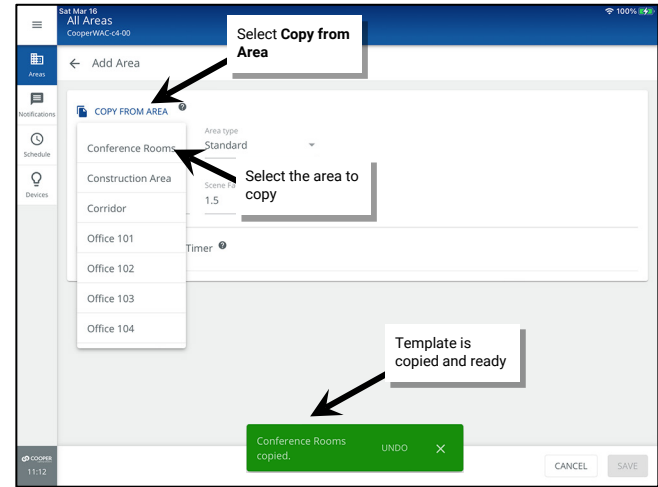 Sat Mar 16
100%
All Areas
CooperWAC-c4-00
Select Copy from
Area
Areas
Add Area
Notifications
COPY FROM AREA
Schedule
Area type
Conference Rooms
Standard
Devices
Construction Area
Select the area to
copy
Scene Fa
Corridor
1.5
Office 101
Timer
Office 102
Office 103
Office 104
Template is
copied and ready
Conference Rooms
copied.
UNDO
COOPER
11:12
CANCEL
SAVE